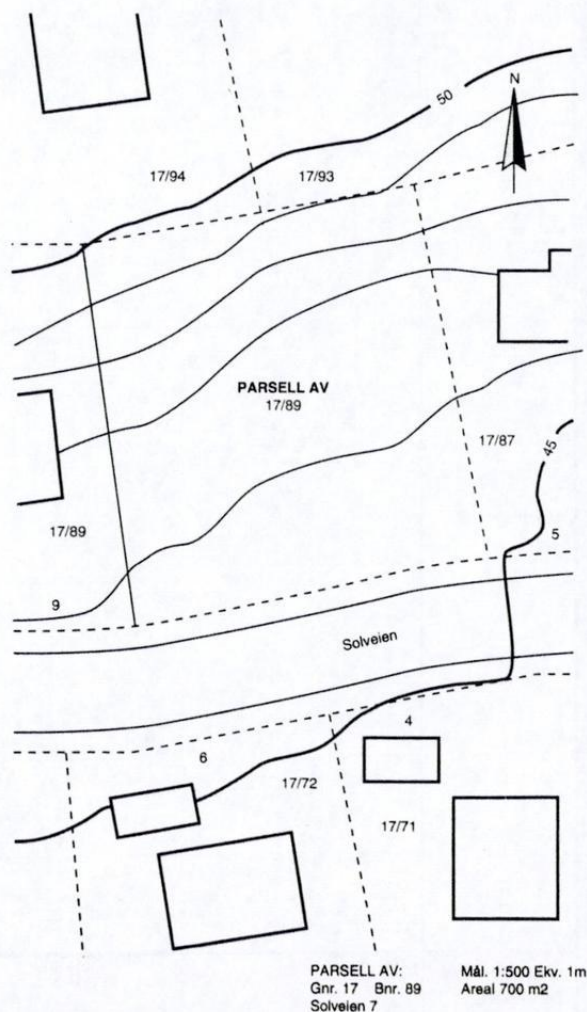 N
50
17/94
17/93
PARSELL AV
17/89
17/87
45
17/89
5
9
Solveien
4
6
17/72
17/71
PARSELL AV:
Mål. 1:500 Ekv. 1m
Gnr. 17 Bnr. 89
Areal 700 m2
Solveien 7